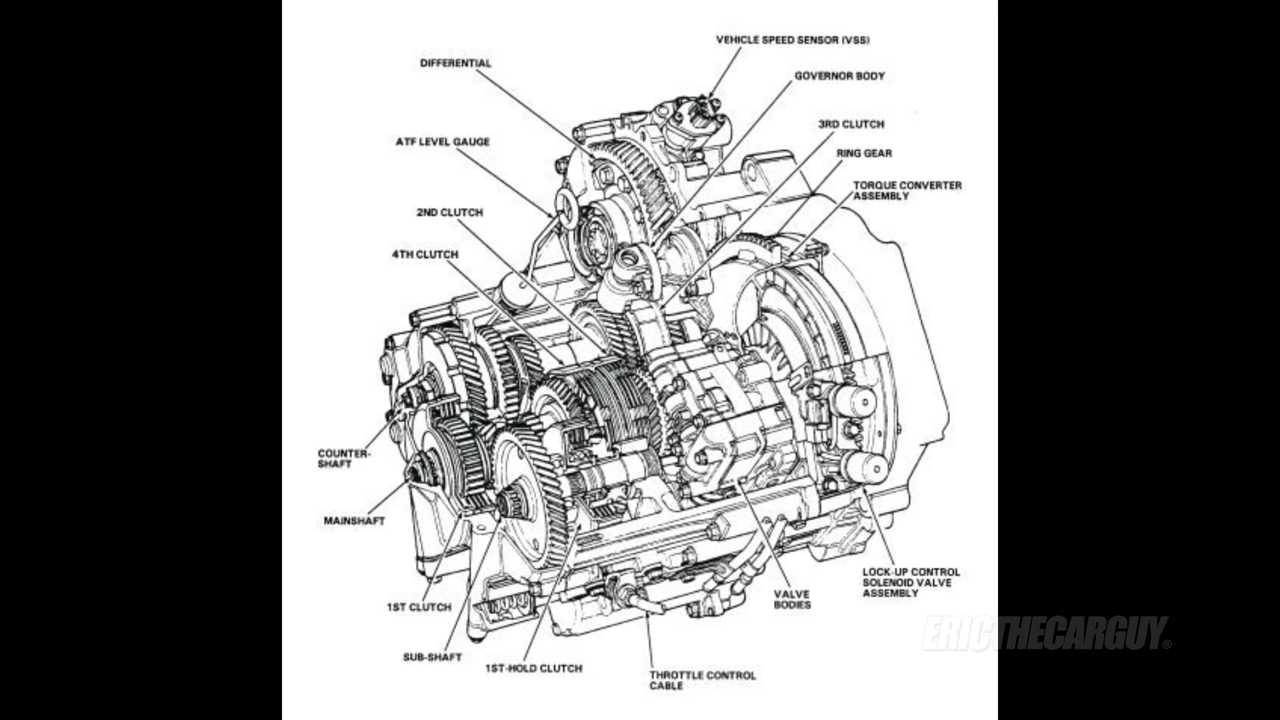 VEHICLE SPEED SENSOR (VSS)
DIFFERENTIAL
GOVERNOR BODY
3RD CLUTCH
ATF LEVEL GAUGE
RING GEAR
TORQUE CONVERTER
ASSEMBLY
2ND CLUTCH
4TH CLUTCH
COUNTER-
SHAFT
MAINSHAFT
1ST CLUTCH
SUB-SHAFT
1ST-HOLD CLUTCH
THROTTLE CONTROL
CABLE
VALVE
BODIES
LOCK-UP CONTROL
SOLENOID VALVE
ASSEMBLY
ERICTHECARGUY®